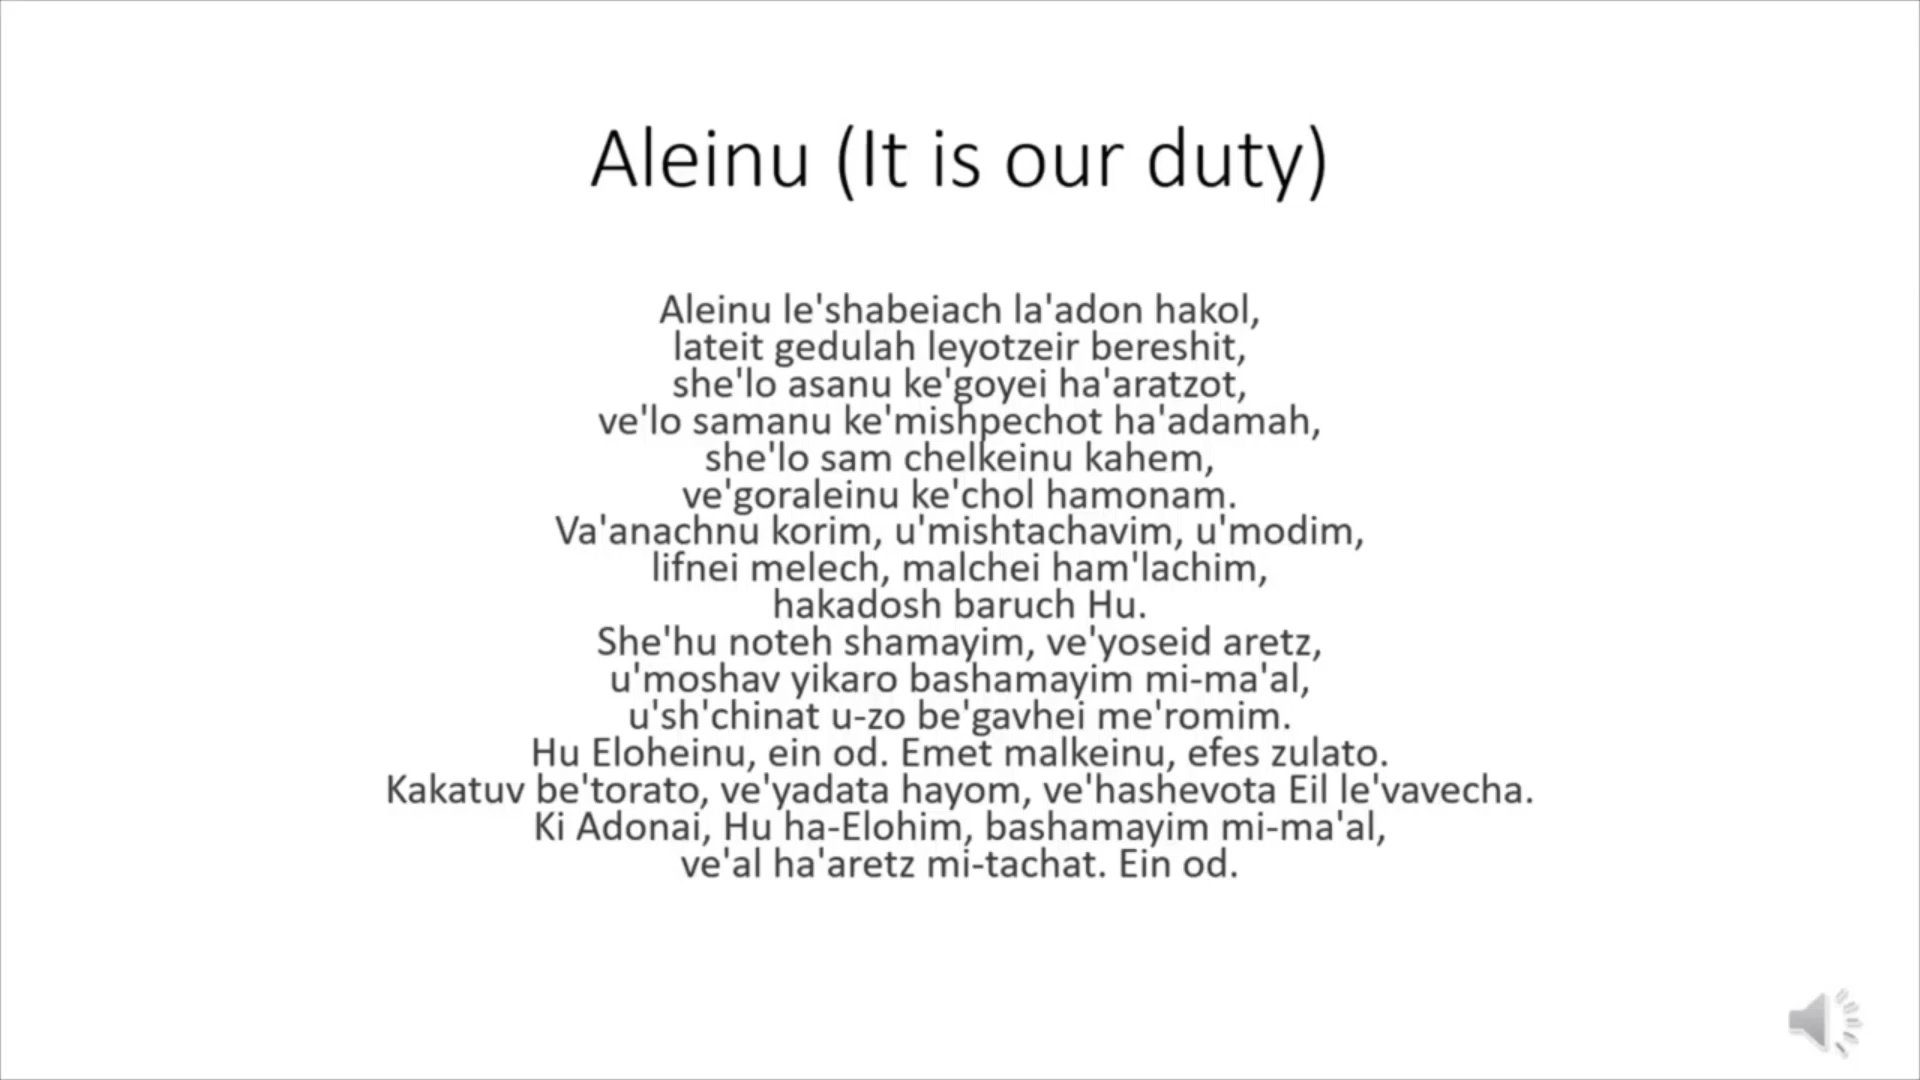 Aleinu (It is our duty)
Aleinu le'shabeiach la'adon hakol,
lateit gedulah leyotzeir bereshit,
she'lo asanu ke'goyei ha'aratzot,
ve'lo samanu ke'mishpechot ha'adamah,
she'lo sam chelkeinu kahem,
ve'goraleinu ke'chol hamonam.
Va'anachnu korim, u'mishtachavim, u'modim,
lifnei melech, malchei ham'lachim,
hakadosh baruch Hu.
She'hu noteh shamayim, ve'yoseid aretz,
u'moshav yikaro bashamayim mi-ma'al,
u'sh'chinat u-zo be'gavhei me'romim.
Hu Eloheinu, ein od. Emet malkeinu, efes zulato.
Kakatuv be'torato, ve'yadata hayom, ve'hashevota Eil le'vavecha.
Ki Adonai, Hu ha-Elohim, bashamayim mi-ma'al,
ve'al ha'aretz mi-tachat. Ein od.